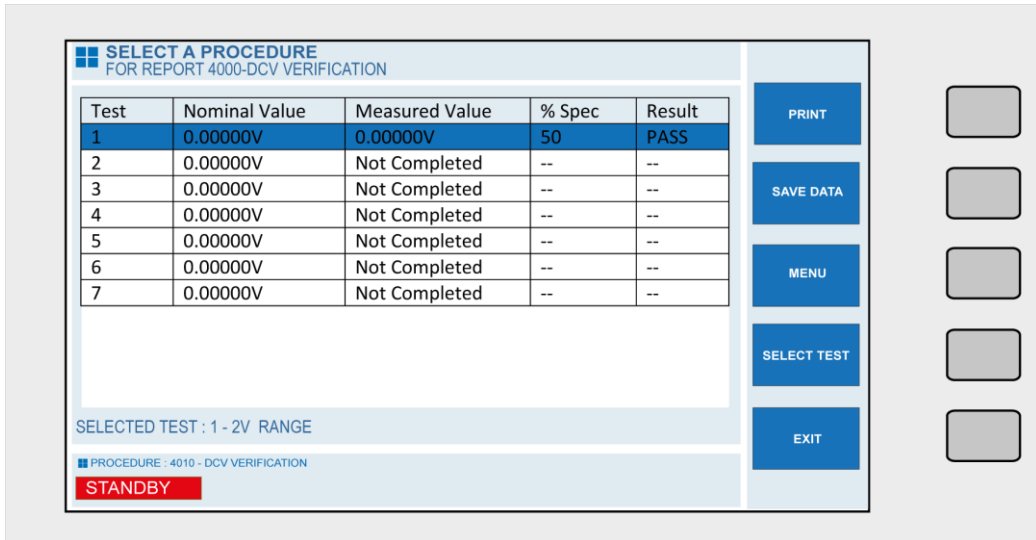 SELECT A PROCEDURE
FOR REPORT 4000-DCV VERIFICATION
Test Nominal Value Measured Value % Spec Result
1 0.00000V 0.00000V 50 PASS
2 0.00000V Not Completed -- --
3 0.00000V Not Completed -- --
4 0.00000V Not Completed -- --
5 0.00000V Not Completed -- --
6 0.00000V Not Completed -- --
7 0.00000V Not Completed -- --
SELECTED TEST : 1 - 2V RANGE
PROCEDURE : 4010 - DCV VERIFICATION
STANDBY
PRINT
SAVE DATA
MENU
SELECT TEST
EXIT